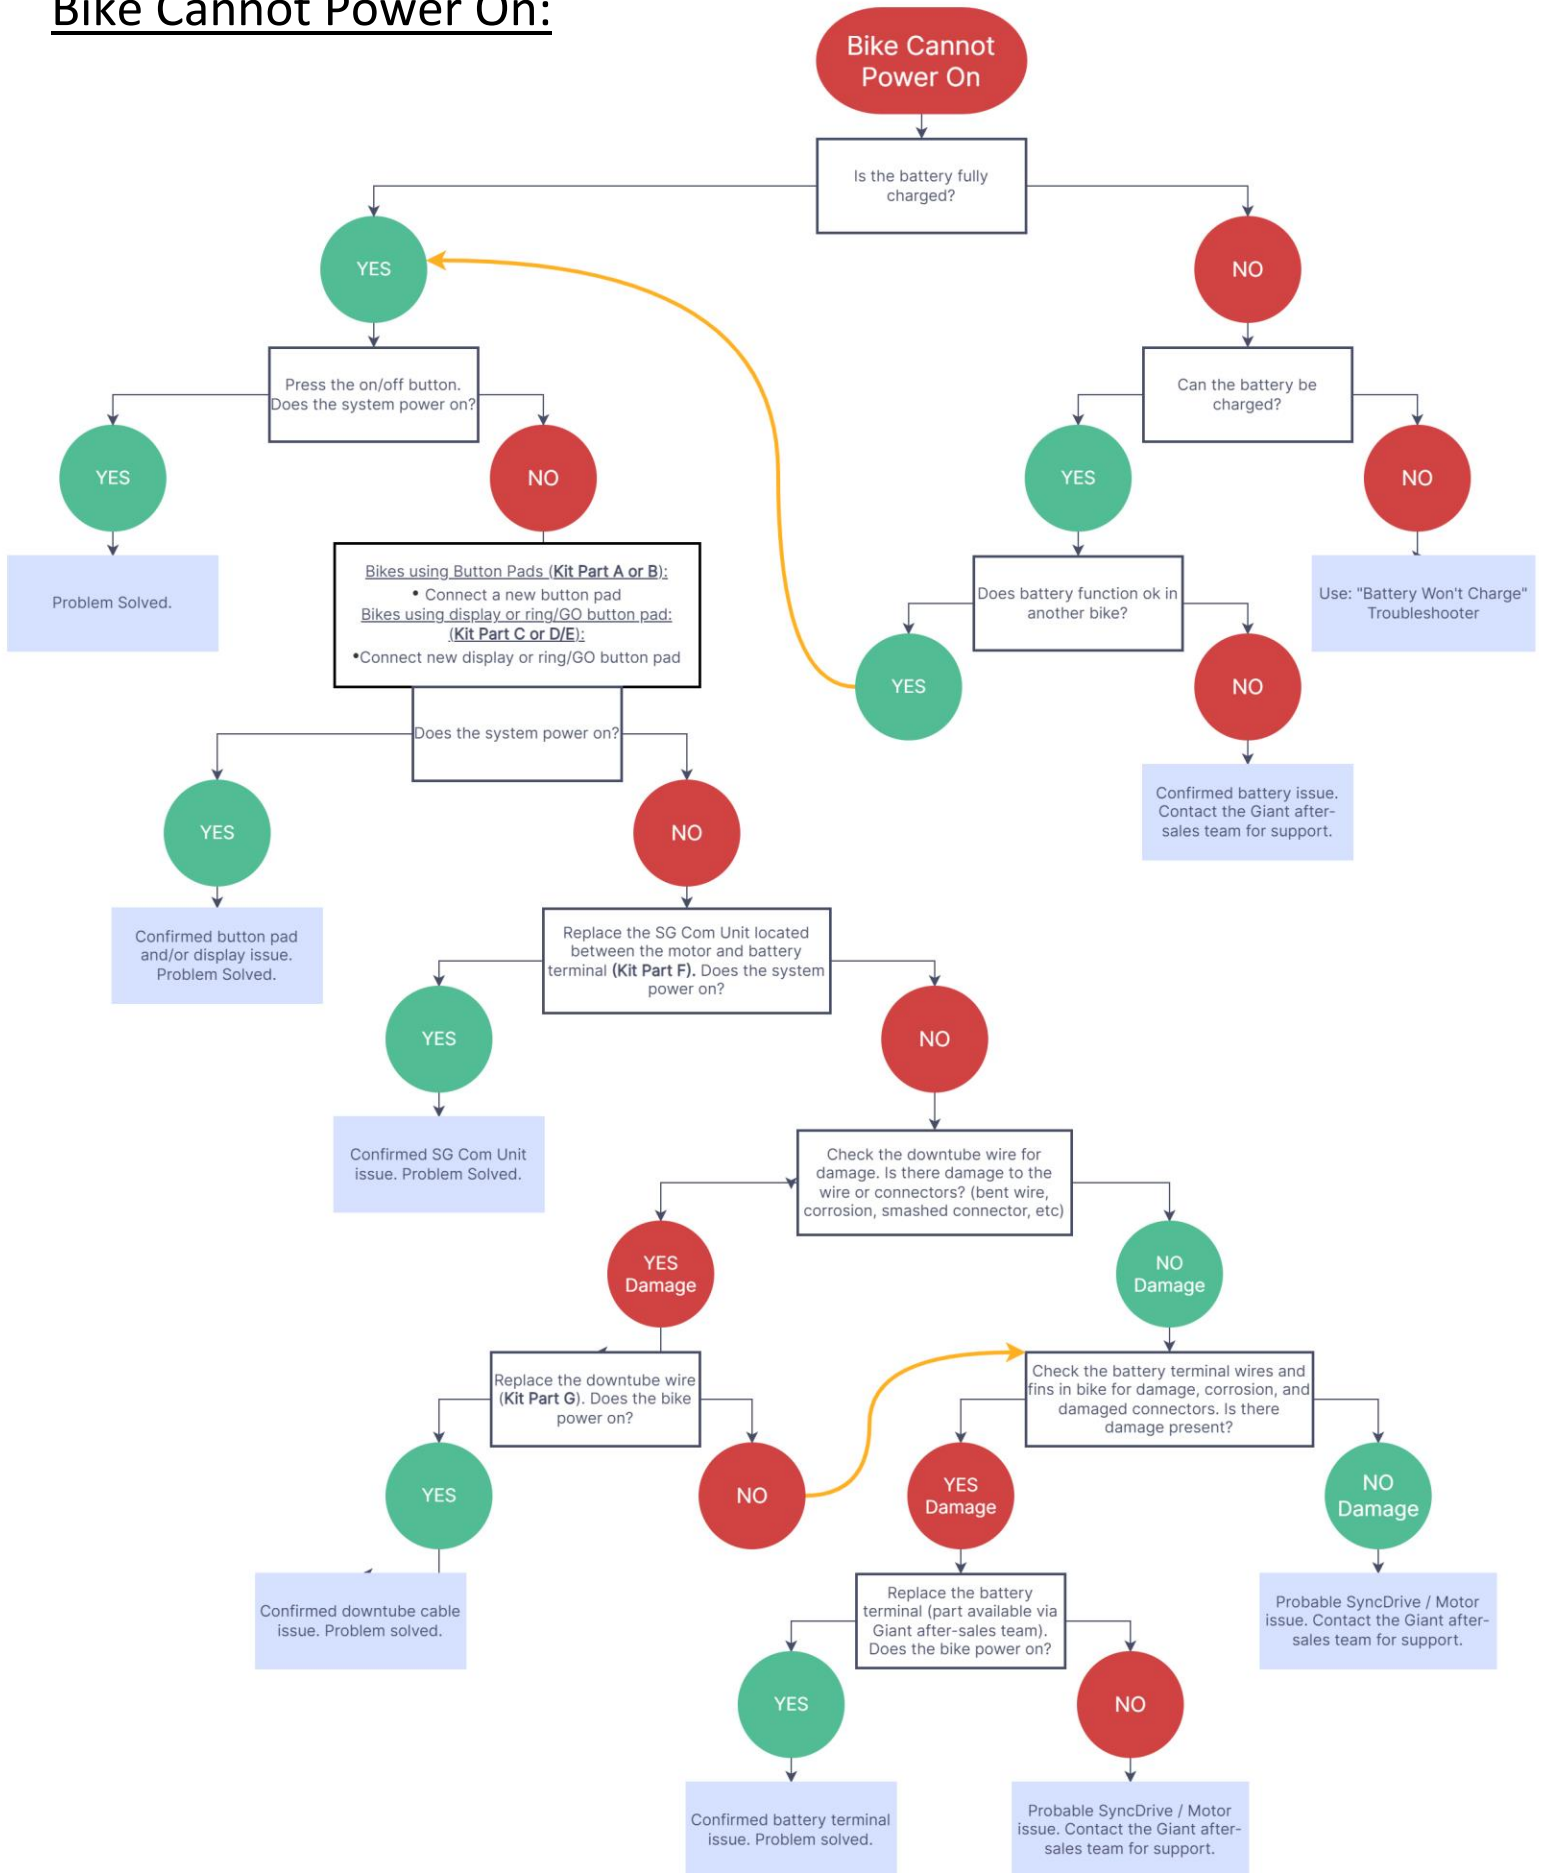 Bike Cannot Power On:
Bike Cannot
Power On
Is the battery fully
charged?
YES
NO
Press the on/off button.
Does the system power on?
Can the battery be
charged?
YES
NO
YES
NO
Problem Solved.
Bikes using Button Pads (Kit Part A or B):
• Connect a new button pad
Bikes using display or ring/GO button pad:
(Kit Part C or D/E):
•Connect new display or ring/GO button pad
Does battery function ok in
another bike?
Use: "Battery Won't Charge"
Troubleshooter
YES
NO
Does the system power on?
Confirmed battery issue.
Contact the Giant after-
sales team for support.
YES
NO
Confirmed button pad
and/or display issue.
Problem Solved.
Replace the SG Com Unit located
between the motor and battery
terminal (Kit Part F). Does the system
power on?
YES
NO
Confirmed SG Com Unit
issue. Problem Solved.
Check the downtube wire for
damage. Is there damage to the
wire or connectors? (bent wire,
corrosion, smashed connector, etc)
YES
Damage
NO
Damage
Replace the downtube wire
(Kit Part G). Does the bike
power on?
Check the battery terminal wires and
fins in bike for damage, corrosion, and
damaged connectors. Is there
damage present?
YES
NO
YES
Damage
NO
Damage
Confirmed downtube cable
issue. Problem solved.
Replace the battery
terminal (part available via
Giant after-sales team).
Does the bike power on?
Probable SyncDrive / Motor
issue. Contact the Giant after-
sales team for support.
YES
NO
Confirmed battery terminal
issue. Problem solved.
Probable SyncDrive / Motor
issue. Contact the Giant after-
sales team for support.